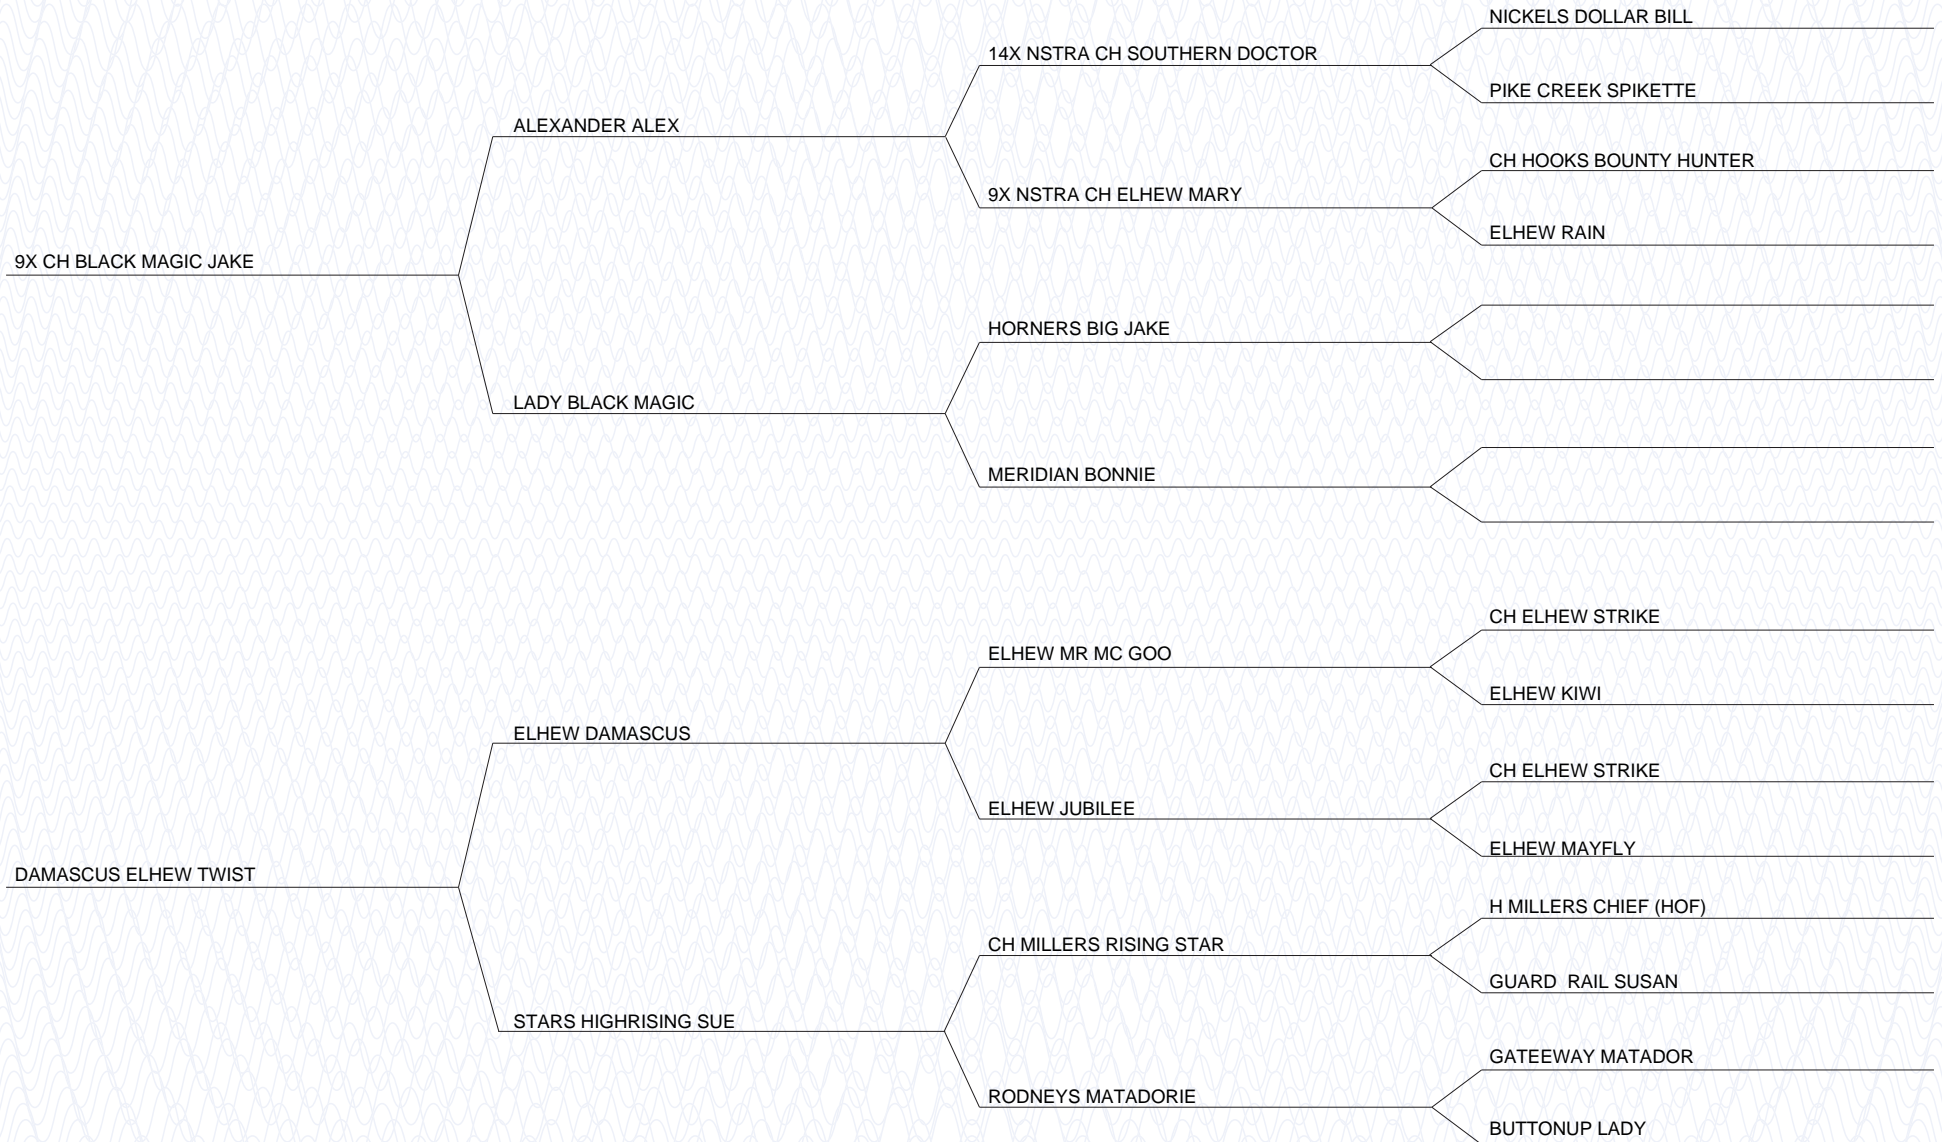 NICKELS DOLLAR BILL
14X NSTRA CH SOUTHERN DOCTOR
PIKE CREEK SPIKETTE
ALEXANDER ALEX
CH HOOKS BOUNTY HUNTER
9X NSTRA CH ELHEW MARY
ELHEW RAIN
9X CH BLACK MAGIC JAKE
HORNERS BIG JAKE
LADY BLACK MAGIC
MERIDIAN BONNIE
CH ELHEW STRIKE
ELHEW MR MC GOO
ELHEW KIWI
ELHEW DAMASCUS
CH ELHEW STRIKE
ELHEW JUBILEE
ELHEW MAYFLY
DAMASCUS ELHEW TWIST
H MILLERS CHIEF (HOF)
CH MILLERS RISING STAR
GUARD  RAIL SUSAN
STARS HIGHRISING SUE
GATEEWAY MATADOR
RODNEYS MATADORIE
BUTTONUP LADY